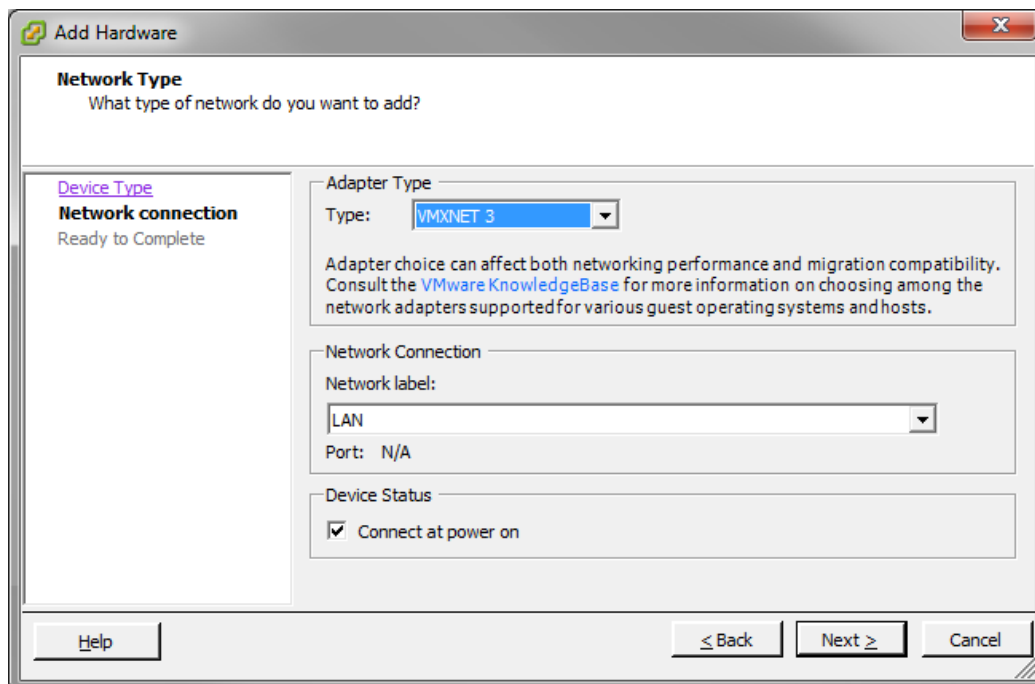 Add Hardware
Network Type
What type of network do you want to add?
Device Type
Network connection
Ready to Complete
Adapter Type
Type: VMXNET 3
Adapter choice can affect both networking performance and migration compatibility.
Consult the VMware KnowledgeBase for more information on choosing among the
network adapters supported for various guest operating systems and hosts.
Network Connection
Network label:
LAN
Port: N/A
Device Status
Connect at power on
Help
< Back
Next >
Cancel